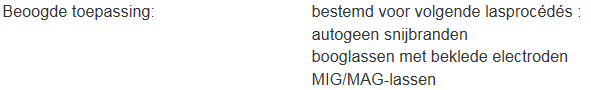 Beoogde toepassing: bestemd voor volgende lasprocédés :
autogeen snijbranden
booglassen met beklede electroden
MIG/MAG-lassen